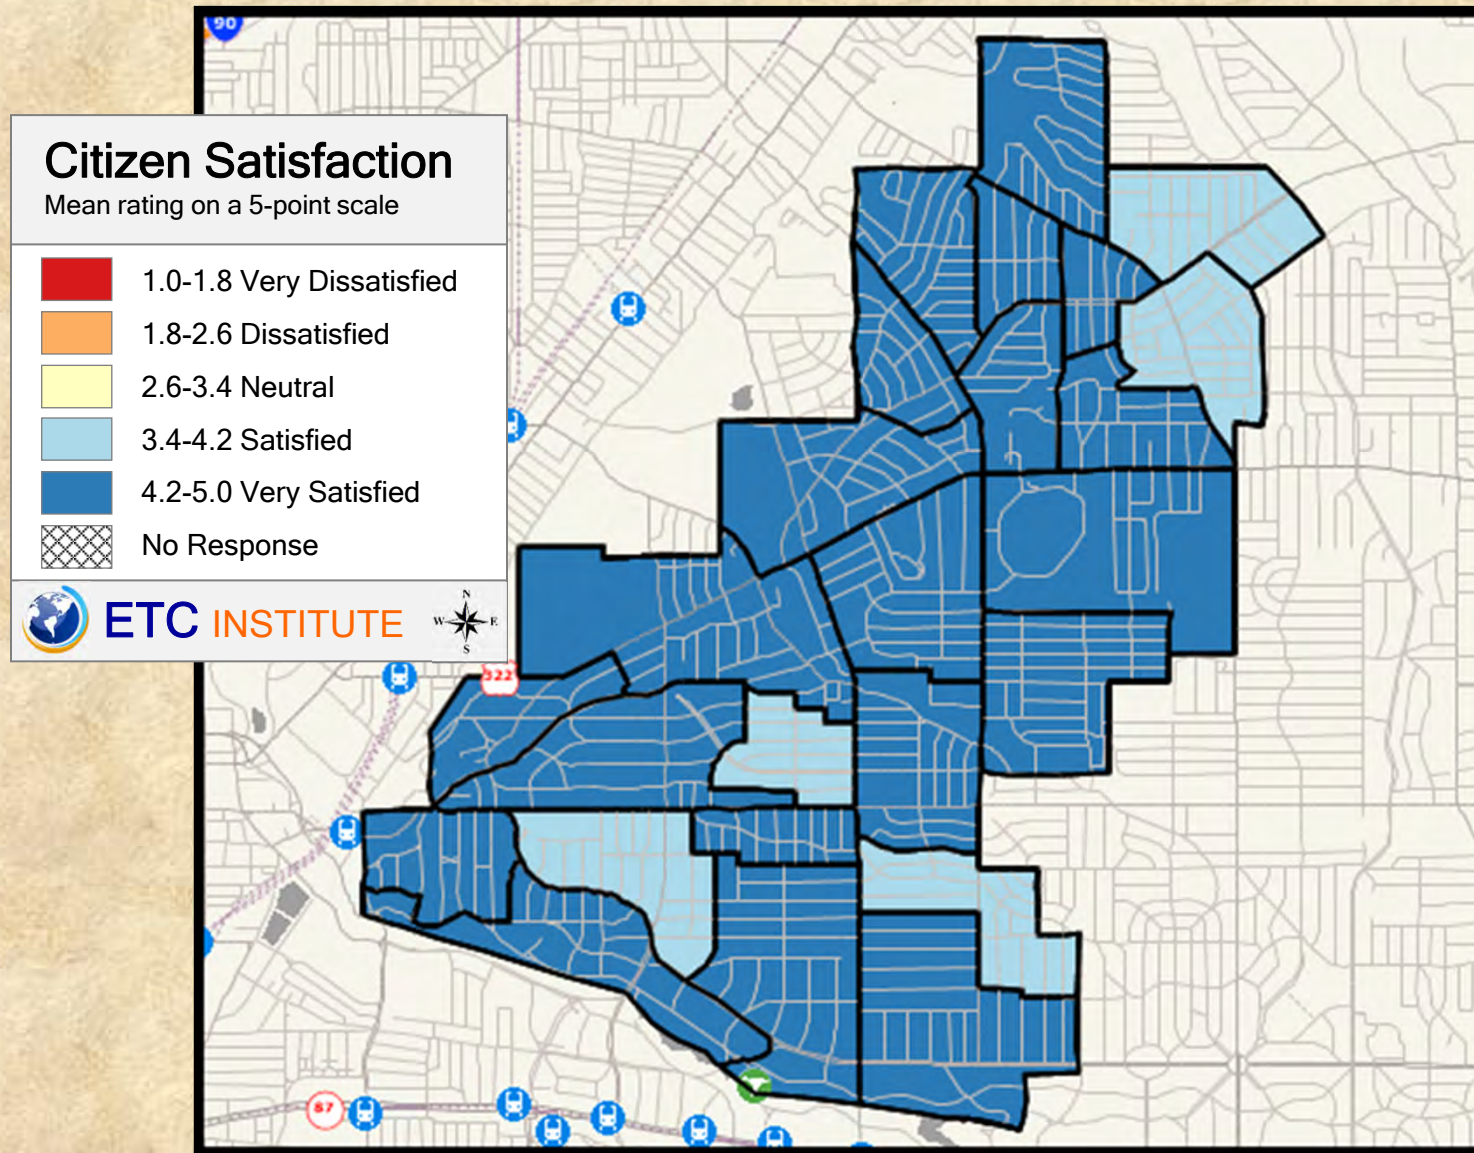 90
Citizen Satisfaction
Mean rating on a 5-point scale
1.0-1.8 Very Dissatisfied
1.8-2.6 Dissatisfied
2.6-3.4 Neutral
3.4-4.2 Satisfied
4.2-5.0 Very Satisfied
No Response
ETC INSTITUTE
N
W E
S
322
87